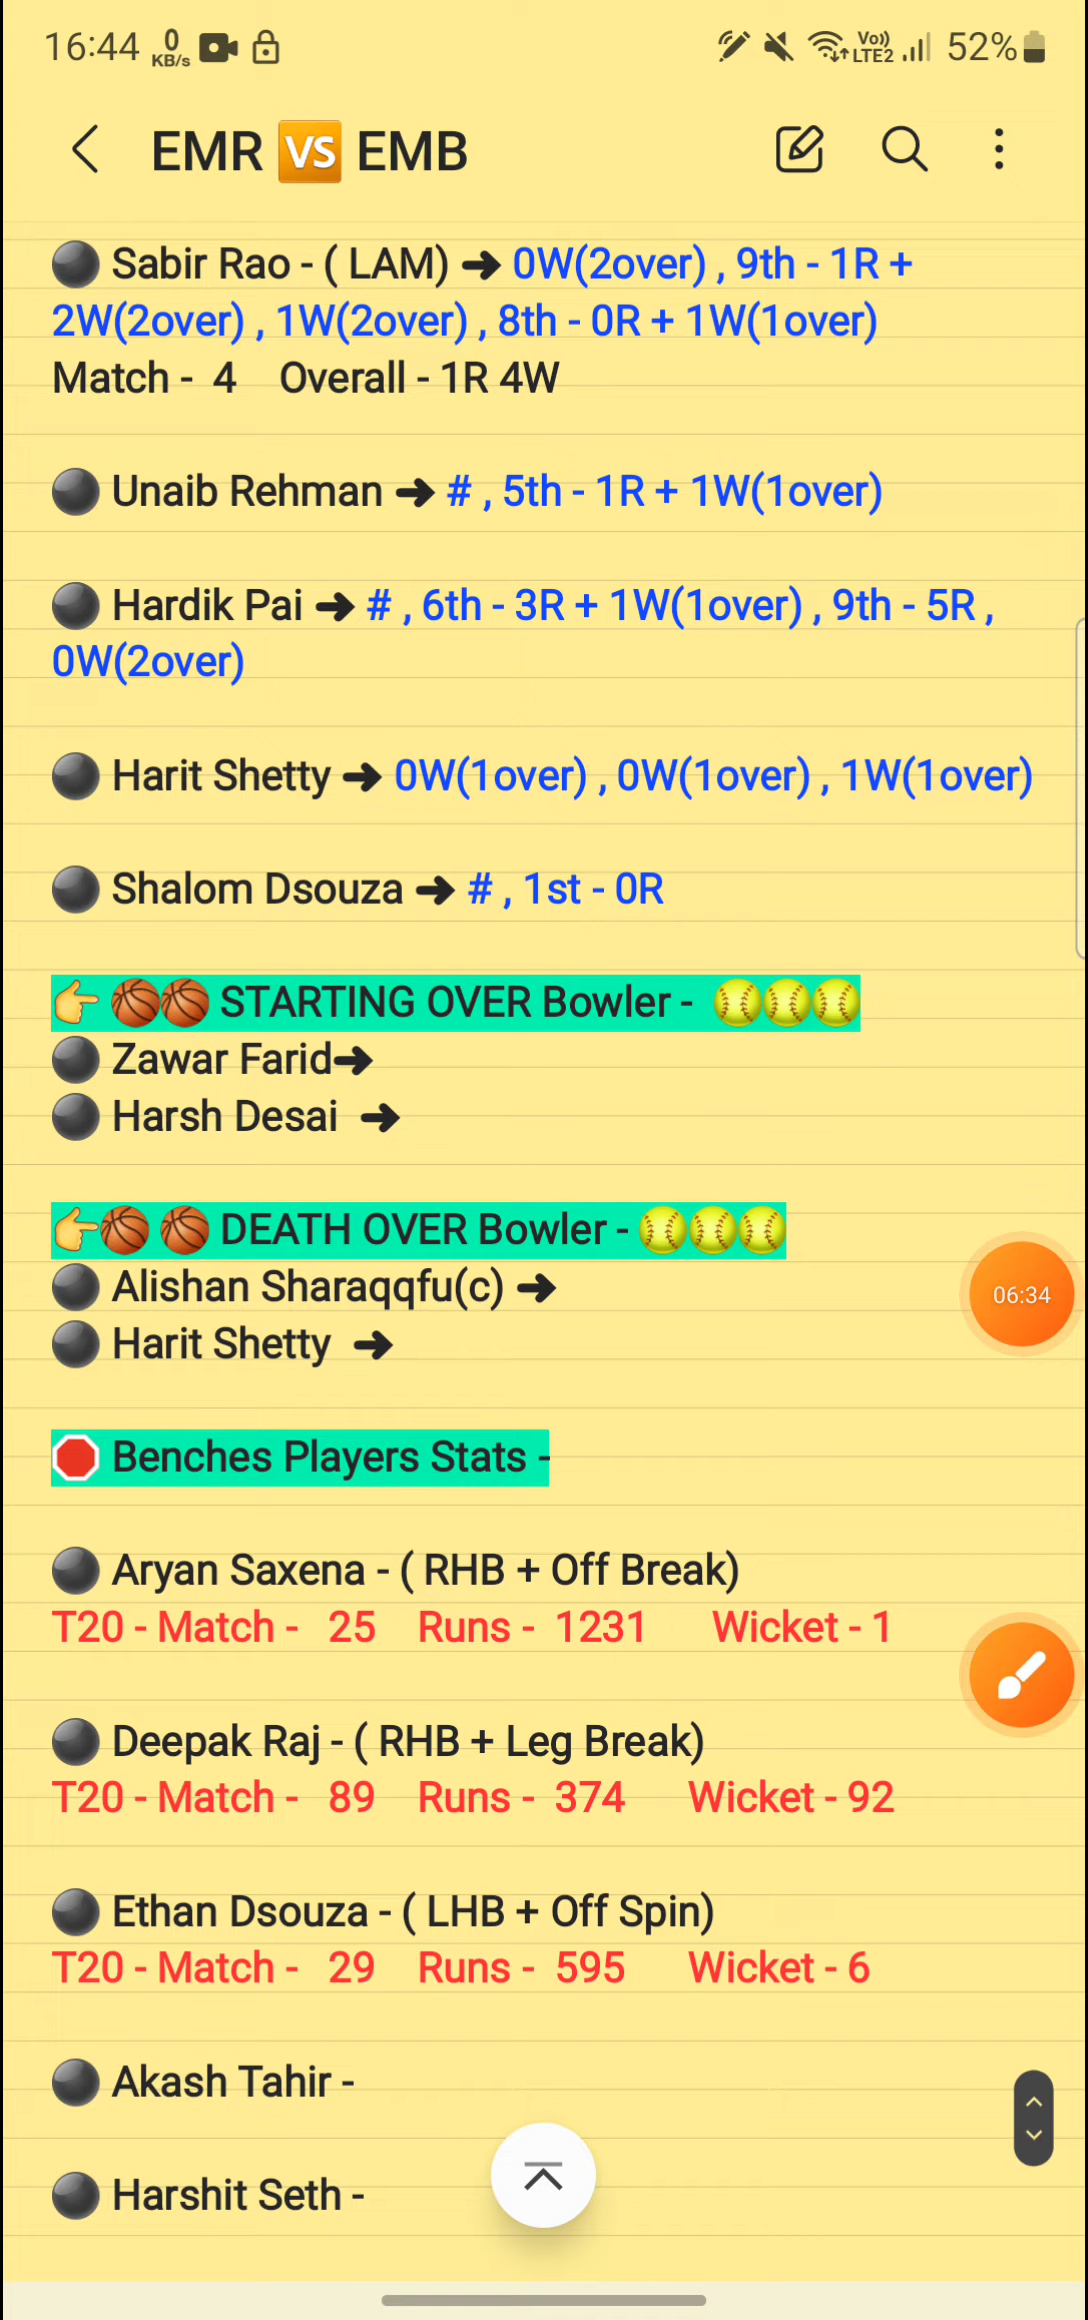 16:44 0 KB/s Vo)) LTE2 52%
EMR VS EMB
Sabir Rao - ( LAM) ➔ 0W(2over) , 9th - 1R +
2W(2over) , 1W(2over) , 8th - 0R + 1W(1over)
Match - 4 Overall - 1R 4W
Unaib Rehman ➔ # , 5th - 1R + 1W(1over)
Hardik Pai ➔ # , 6th - 3R + 1W(1over) , 9th - 5R ,
0W(2over)
Harit Shetty ➔ 0W(1over) , 0W(1over) , 1W(1over)
Shalom Dsouza ➔ # , 1st - 0R
👉 🏀🏀 STARTING OVER Bowler - 🥎🥎🥎
Zawar Farid➔
Harsh Desai ➔
👉🏀 🏀 DEATH OVER Bowler - 🥎🥎🥎
Alishan Sharaqqfu(c) ➔
06:34
Harit Shetty ➔
🛑 Benches Players Stats -
Aryan Saxena - ( RHB + Off Break)
T20 - Match - 25 Runs - 1231 Wicket - 1
Deepak Raj - ( RHB + Leg Break)
T20 - Match - 89 Runs - 374 Wicket - 92
Ethan Dsouza - ( LHB + Off Spin)
T20 - Match - 29 Runs - 595 Wicket - 6
Akash Tahir -
Harshit Seth -